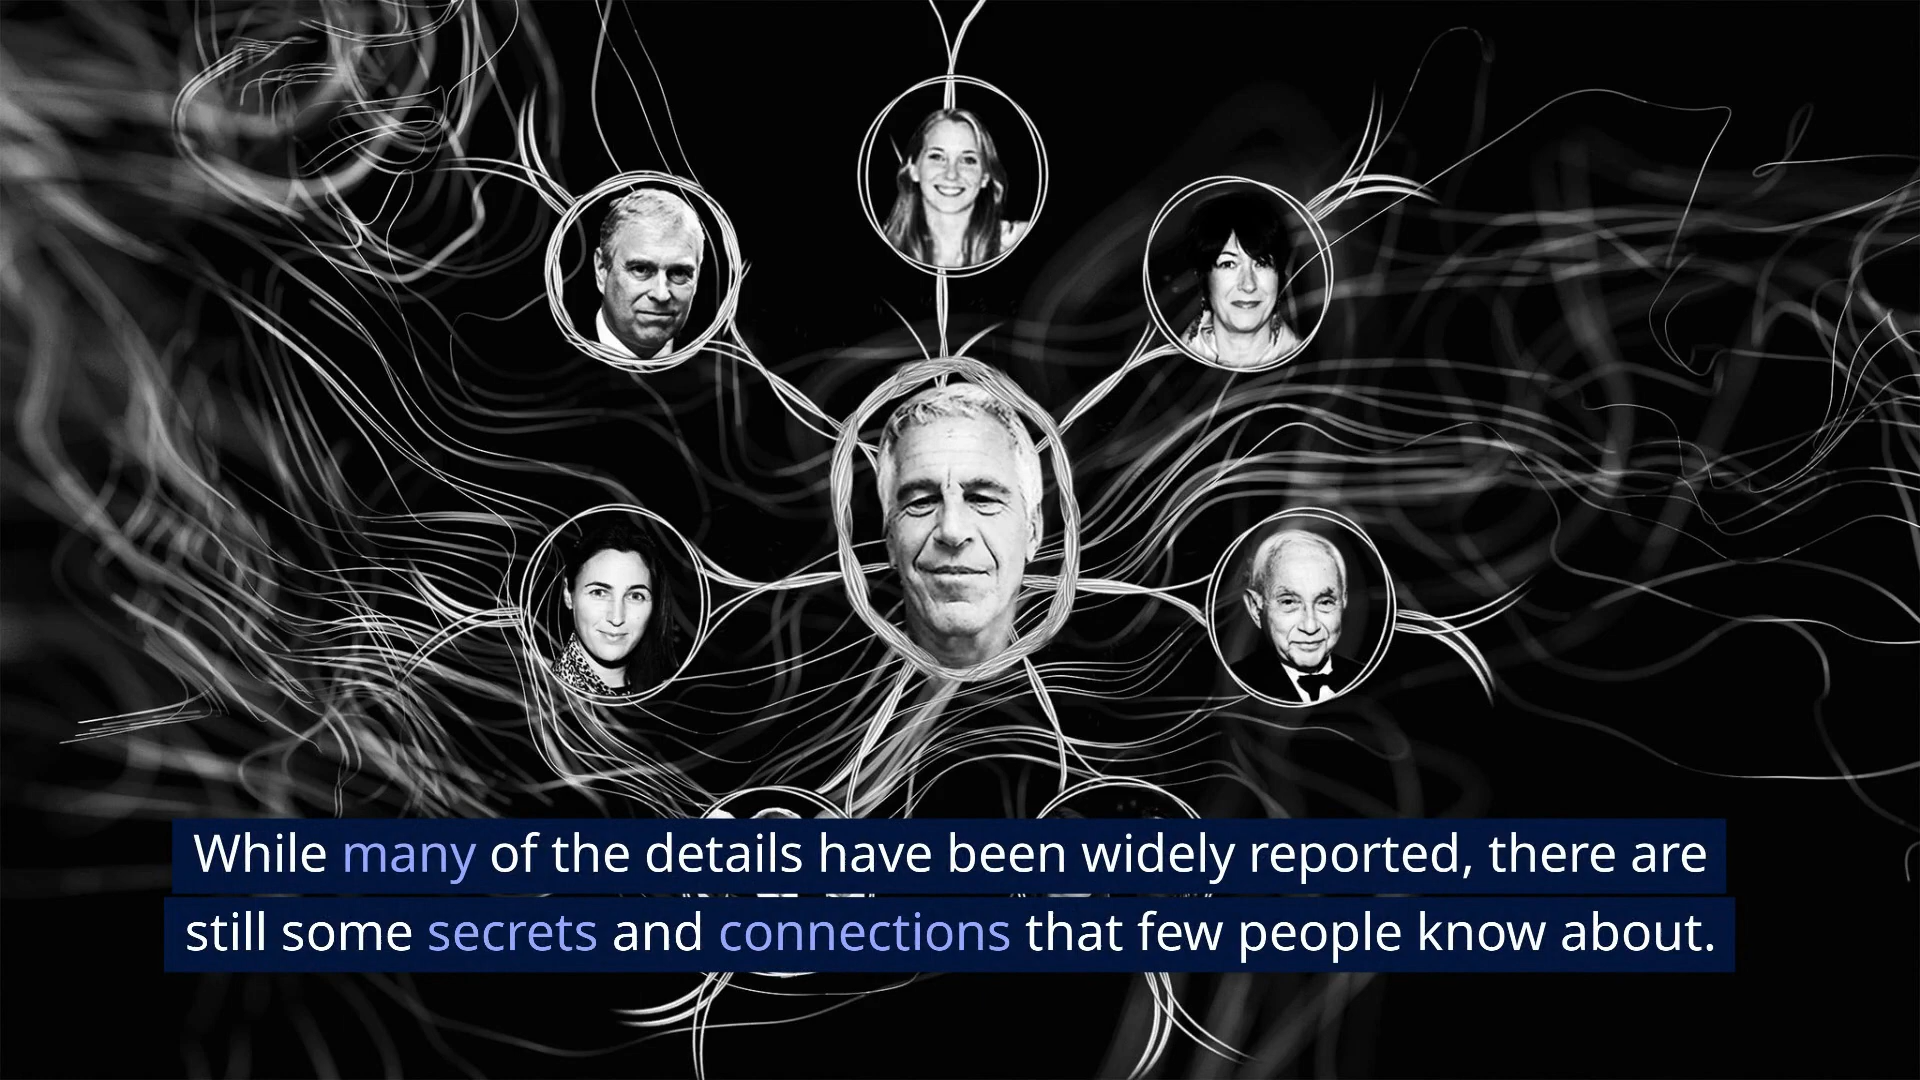 While many of the details have been widely reported, there are
still some secrets and connections that few people know about.